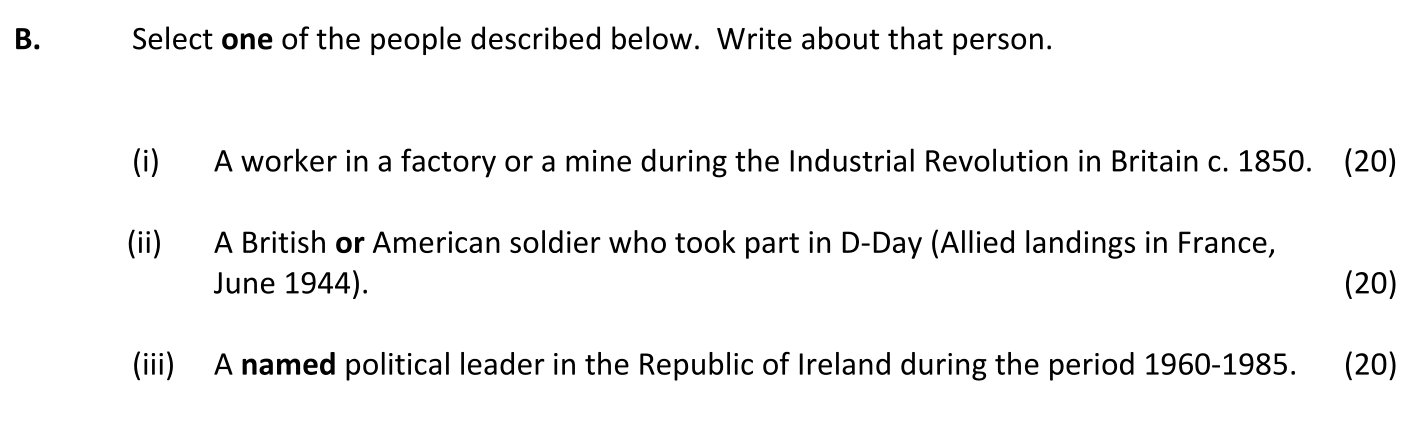 B. Select one of the people described below. Write about that person.
(i) A worker in a factory or a mine during the Industrial Revolution in Britain c. 1850. (20)
(ii) A British or American soldier who took part in D-Day (Allied landings in France,
June 1944). (20)
(iii) A named political leader in the Republic of Ireland during the period 1960-1985. (20)